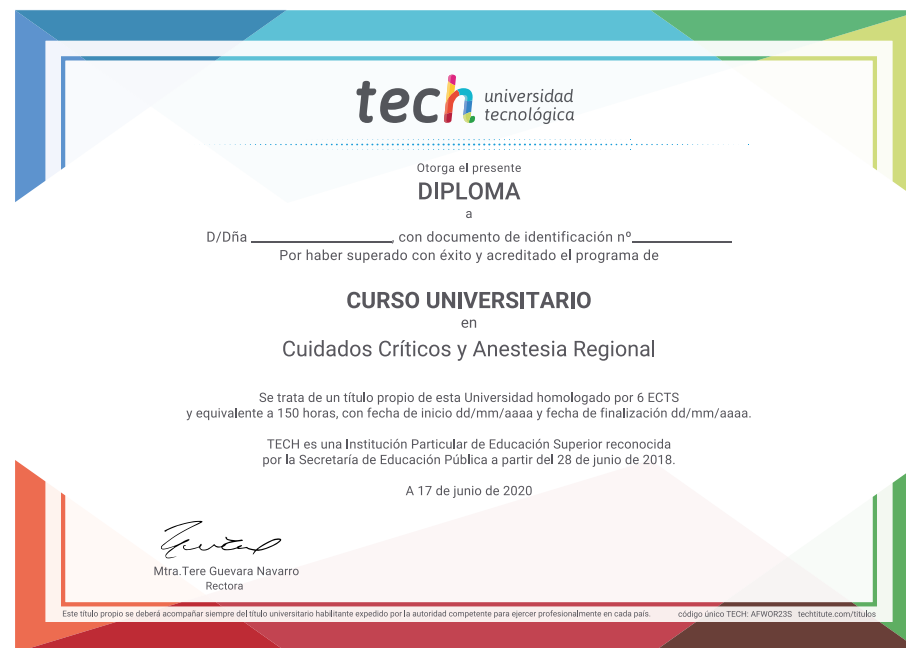 tech universidad
tecnológica
Otorga el presente
DIPLOMA
a
D/Dña ________________, con documento de identificación nº____________
Por haber superado con éxito y acreditado el programa de
CURSO UNIVERSITARIO
en
Cuidados Críticos y Anestesia Regional
Se trata de un título propio de esta Universidad homologado por 6 ECTS
y equivalente a 150 horas, con fecha de inicio dd/mm/aaaa y fecha de finalización dd/mm/aaaa.
TECH es una Institución Particular de Educación Superior reconocida
por la Secretaría de Educación Pública a partir del 28 de junio de 2018.
A 17 de junio de 2020
Mtra.Tere Guevara Navarro
Rectora
Este título propio se deberá acompañar siempre del título universitario habilitante expedido por la autoridad competente para ejercer profesionalmente en cada país. código único TECH: AFWOR23S techtitute.com/titulos